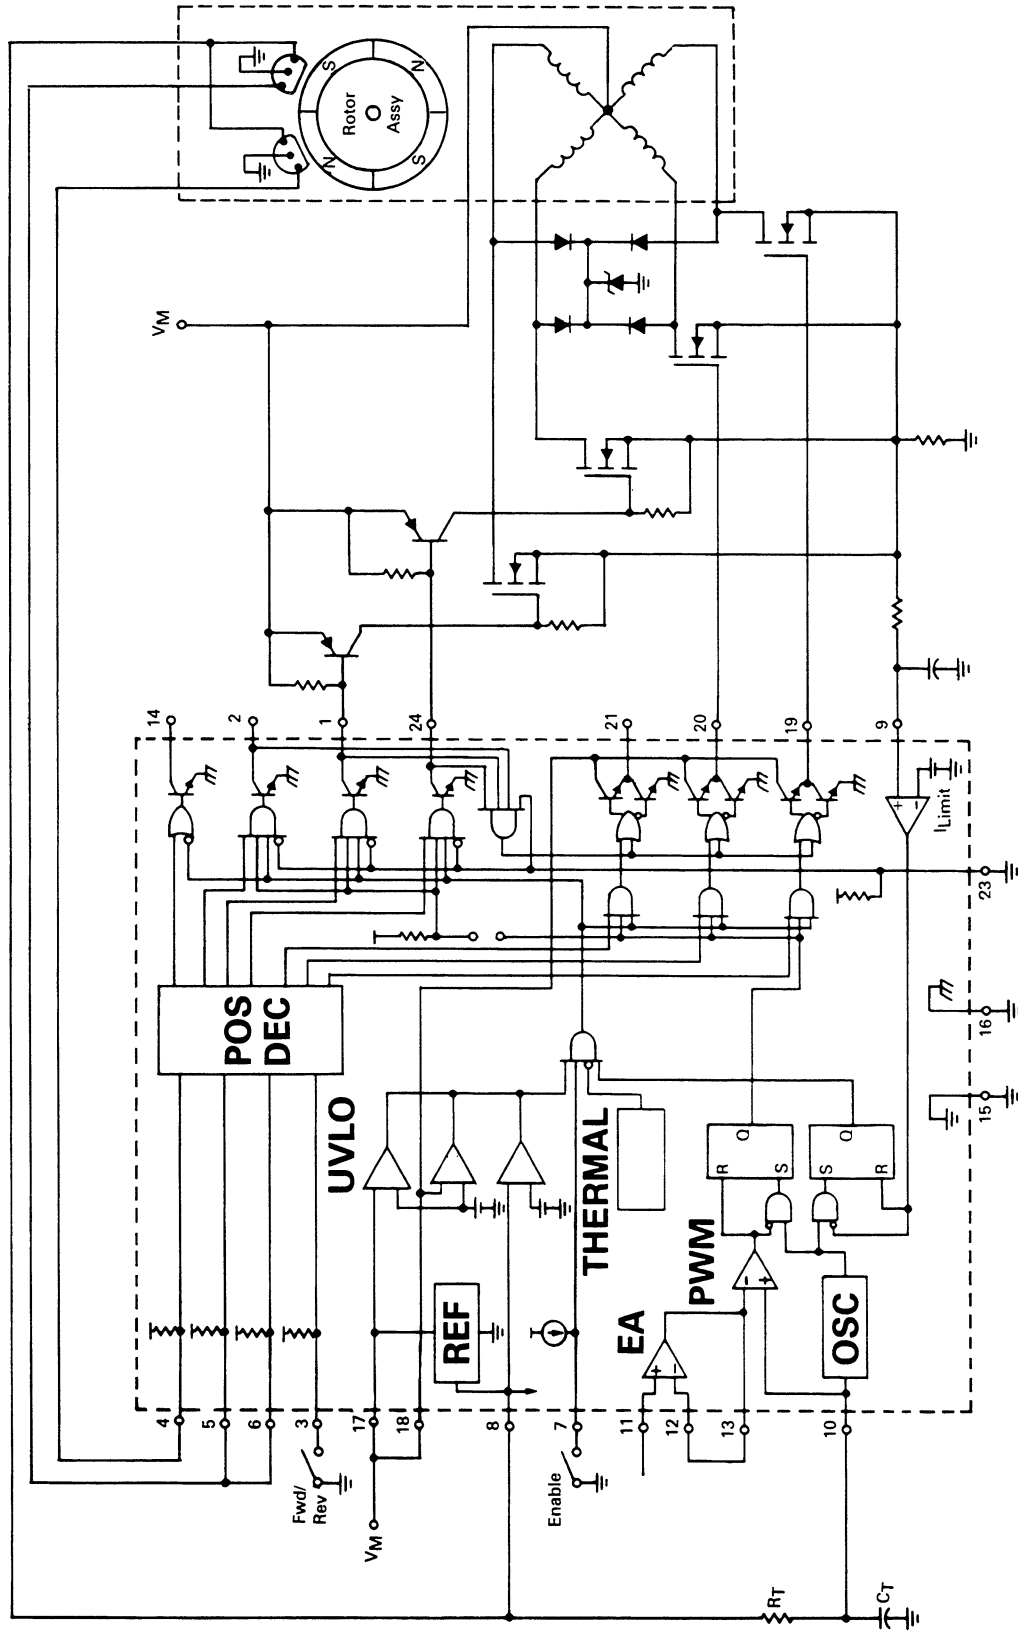 VM
Rotor
Assy
N
S
N
S
14
2
1
24
21
20
19
9
ILimit
23
16
15
POS
DEC
UVLO
THERMAL
REF
EA
PWM
OSC
R
Q
S
S
Q
R
+
-
+
-
-
+
4
5
6
3
17
18
8
7
11
12
13
10
Fwd/
Rev
VM
Enable
RT
CT